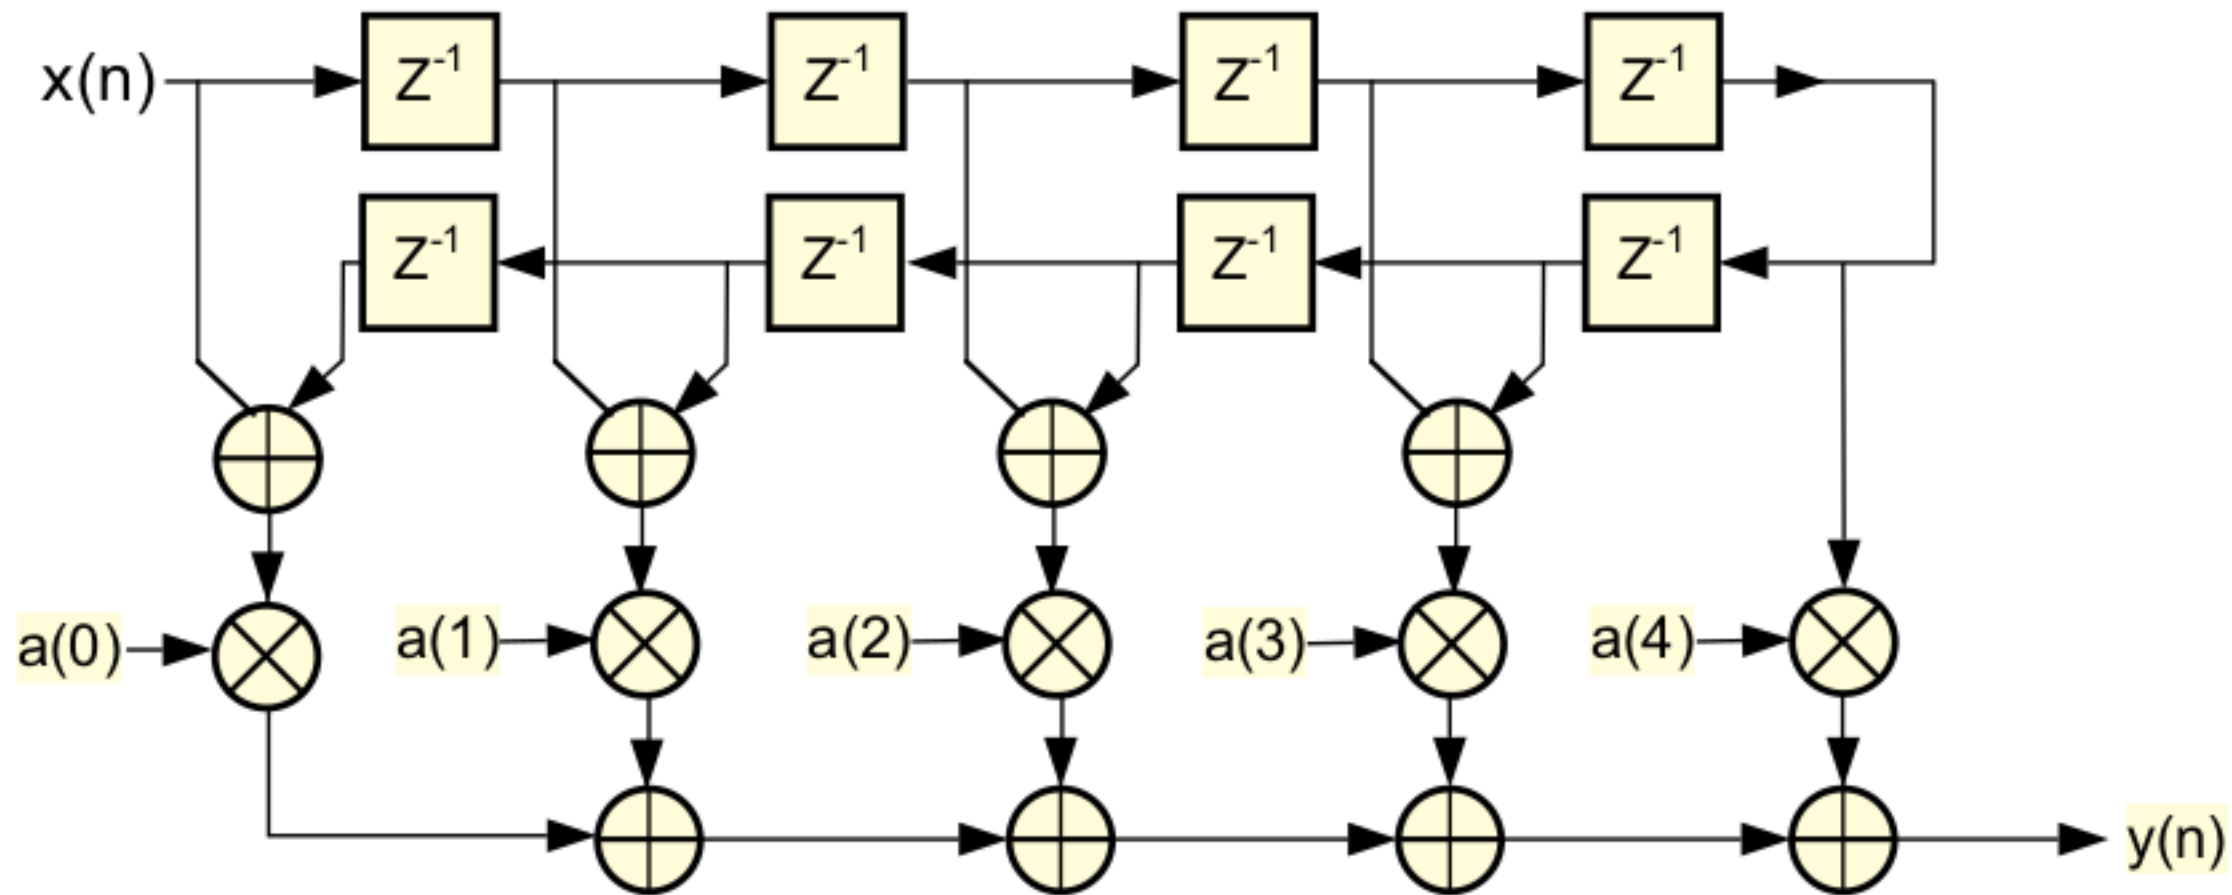 x(n) Z⁻¹ Z⁻¹ Z⁻¹ Z⁻¹
Z⁻¹ Z⁻¹ Z⁻¹ Z⁻¹
a(0) a(1) a(2) a(3) a(4)
y(n)